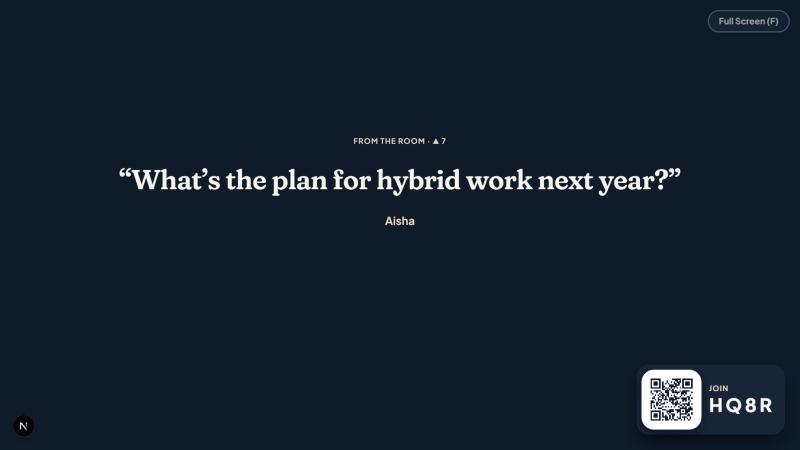 Full Screen (F)
FROM THE ROOM · ▲ 7
“What’s the plan for hybrid work next year?”
Aisha
JOIN
HQ8R
N